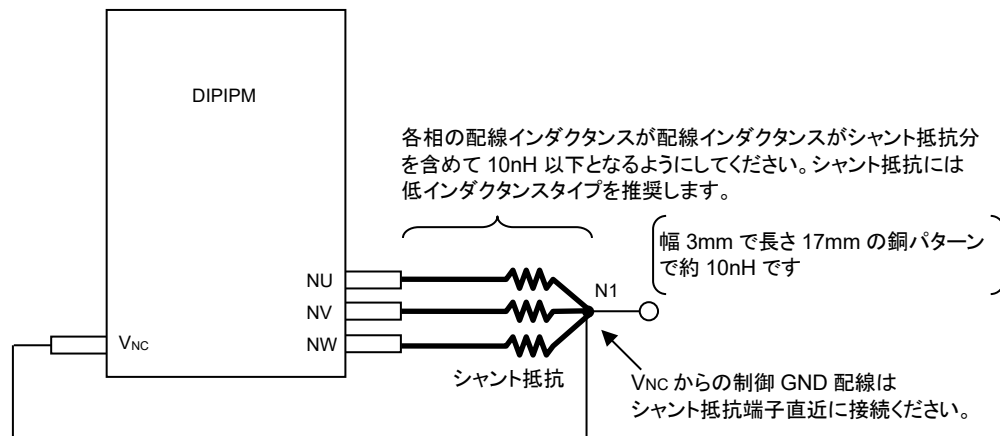 DIPIPM
各相の配線インダクタンスが配線インダクタンスがシャント抵抗分
を含めて 10nH 以下となるようにしてください。シャント抵抗には
低インダクタンスタイプを推奨します。
幅 3mm で長さ 17mm の銅パターン
で約 10nH です
NU
N1
NV
VNC
NW
シャント抵抗
VNC からの制御 GND 配線は
シャント抵抗端子直近に接続ください。